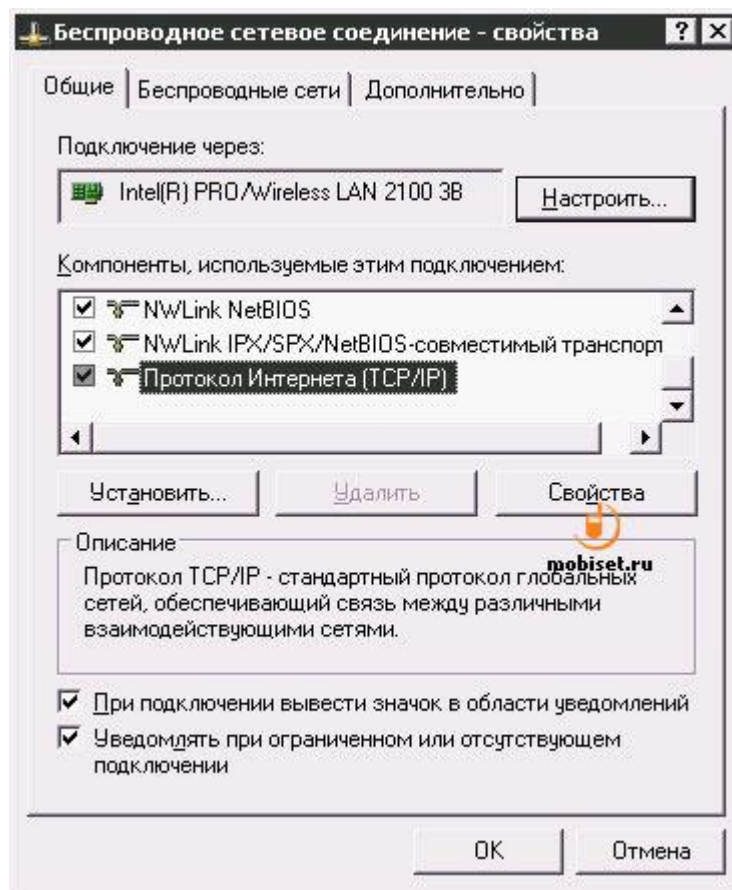 Беспроводное сетевое соединение - свойства
Общие
Беспроводные сети
Дополнительно
Подключение через:
Intel(R) PRO/Wireless LAN 2100 3B
Настроить...
Компоненты, используемые этим подключением:
NWLink NetBIOS
NWLink IPX/SPX/NetBIOS-совместимый транспорт
Протокол Интернета (TCP/IP)
Установить...
Удалить
Свойства
Описание
mobiset.ru
Протокол TCP/IP - стандартный протокол глобальных
сетей, обеспечивающий связь между различными
взаимодействующими сетями.
При подключении вывести значок в области уведомлений
Уведомлять при ограниченном или отсутствующем
подключении
OK
Отмена